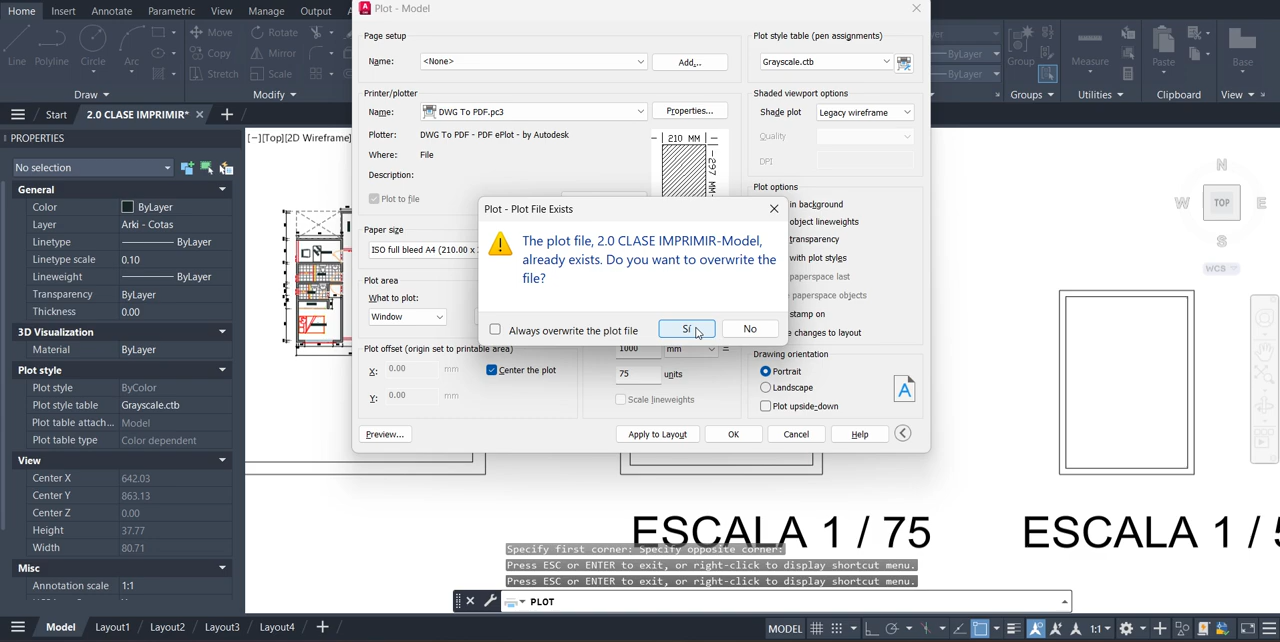 Home Insert Annotate Parametric View Manage Output
Plot - Model
Line Polyline Circle Arc
Move Rotate
Copy Mirror
Stretch Scale
Draw Modify
Group Measure Paste Base
ByLayer
ByLayer
Groups Utilities Clipboard View
Start 2.0 CLASE IMPRIMIR*
PROPERTIES
[−][Top][2D Wireframe]
No selection
General
Color ByLayer
Layer Arki - Cotas
Linetype ByLayer
Linetype scale 0.10
Lineweight ByLayer
Transparency ByLayer
Thickness 0.00
3D Visualization
Material ByLayer
Plot style
Plot style ByColor
Plot style table Grayscale.ctb
Plot table attach... Model
Plot table type Color dependent
View
Center X 642.03
Center Y 863.13
Center Z 0.00
Height 37.77
Width 80.71
Misc
Annotation scale 1:1
Page setup
Name: <None> Add...
Printer/plotter
Name: DWG To PDF.pc3 Properties...
Plotter: DWG To PDF - PDF ePlot - by Autodesk
Where: File
Description:
Plot to file
210 MM
297 MM
Paper size
ISO full bleed A4 (210.00 x
Plot area
What to plot:
Window
Plot offset (origin set to printable area)
X: 0.00 mm Center the plot
Y: 0.00 mm
1000 mm =
75 units
Scale lineweights
Plot style table (pen assignments)
Grayscale.ctb
Shaded viewport options
Shade plot Legacy wireframe
Quality
DPI
Plot options
in background
object lineweights
transparency
with plot styles
paperspace last
paperspace objects
stamp on
changes to layout
Drawing orientation
Portrait
Landscape
Plot upside-down
A
Preview... Apply to Layout OK Cancel Help
Plot - Plot File Exists
The plot file, 2.0 CLASE IMPRIMIR-Model,
already exists. Do you want to overwrite the
file?
Always overwrite the plot file Sí No
N
W TOP E
S
WCS
ESCALA 1 / 75 ESCALA 1 / 5
Specify first corner: Specify opposite corner:
Press ESC or ENTER to exit, or right-click to display shortcut menu.
Press ESC or ENTER to exit, or right-click to display shortcut menu.
PLOT
Model Layout1 Layout2 Layout3 Layout4 MODEL 1:1